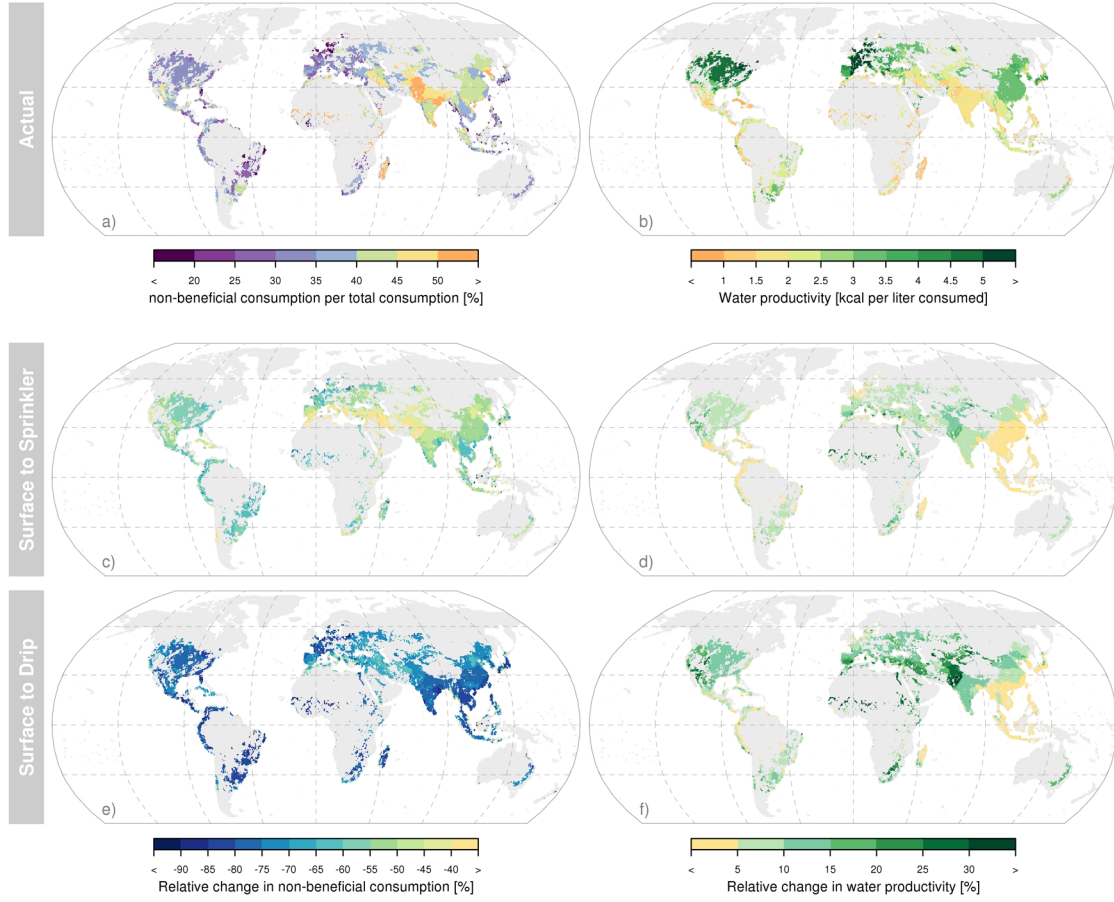 Actual
a)
b)
< 20 25 30 35 40 45 50 >
non-beneficial consumption per total consumption [%]
< 1 1.5 2 2.5 3 3.5 4 4.5 5 >
Water productivity [kcal per liter consumed]
Surface to Sprinkler
c)
d)
Surface to Drip
e)
f)
< -90 -85 -80 -75 -70 -65 -60 -55 -50 -45 -40 >
Relative change in non-beneficial consumption [%]
< 5 10 15 20 25 30 >
Relative change in water productivity [%]